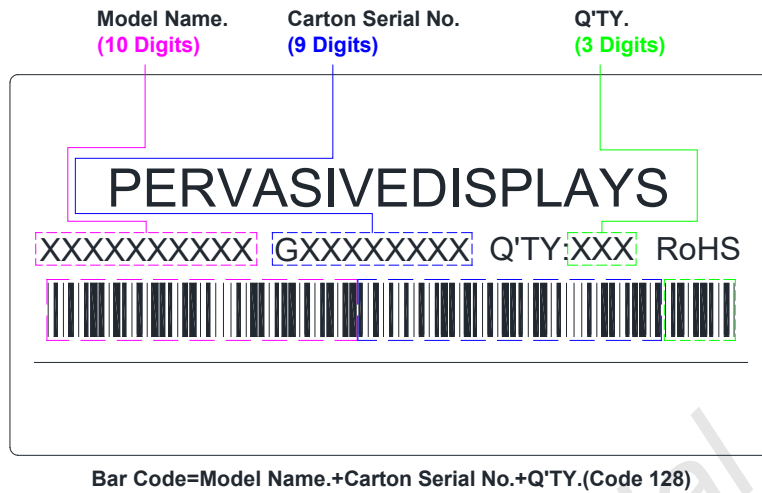 Model Name. Carton Serial No. Q'TY.
(10 Digits) (9 Digits) (3 Digits)
PERVASIVEDISPLAYS
XXXXXXXXXX GXXXXXXXX Q'TY:XXX RoHS
Bar Code=Model Name.+Carton Serial No.+Q'TY.(Code 128)